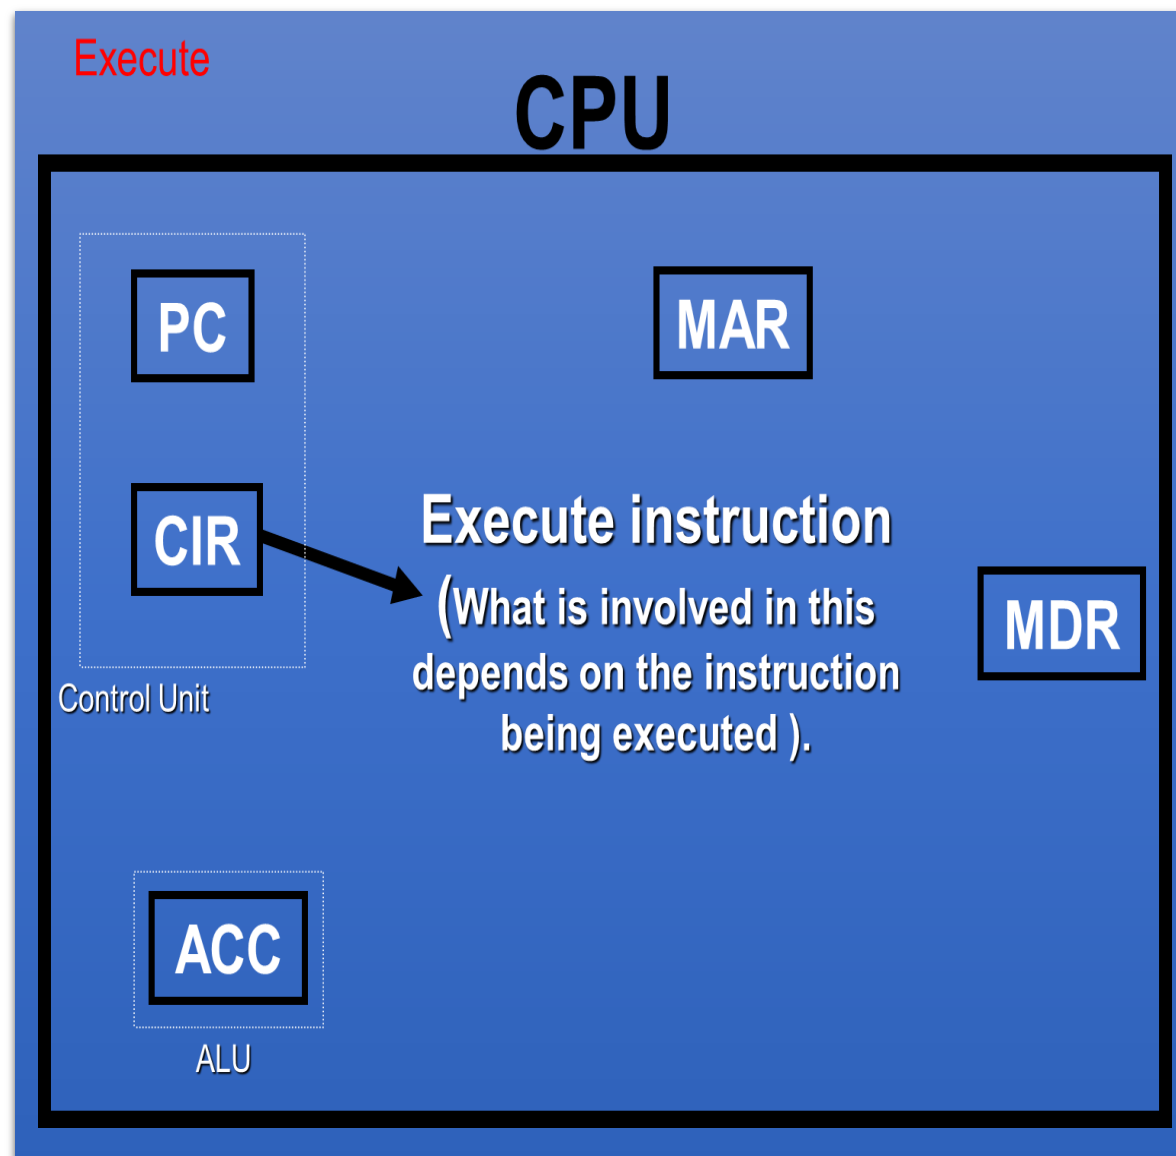 Execute
CPU
PC
MAR
CIR
Execute instruction
(What is involved in this
depends on the instruction
being executed ).
MDR
Control Unit
ACC
ALU